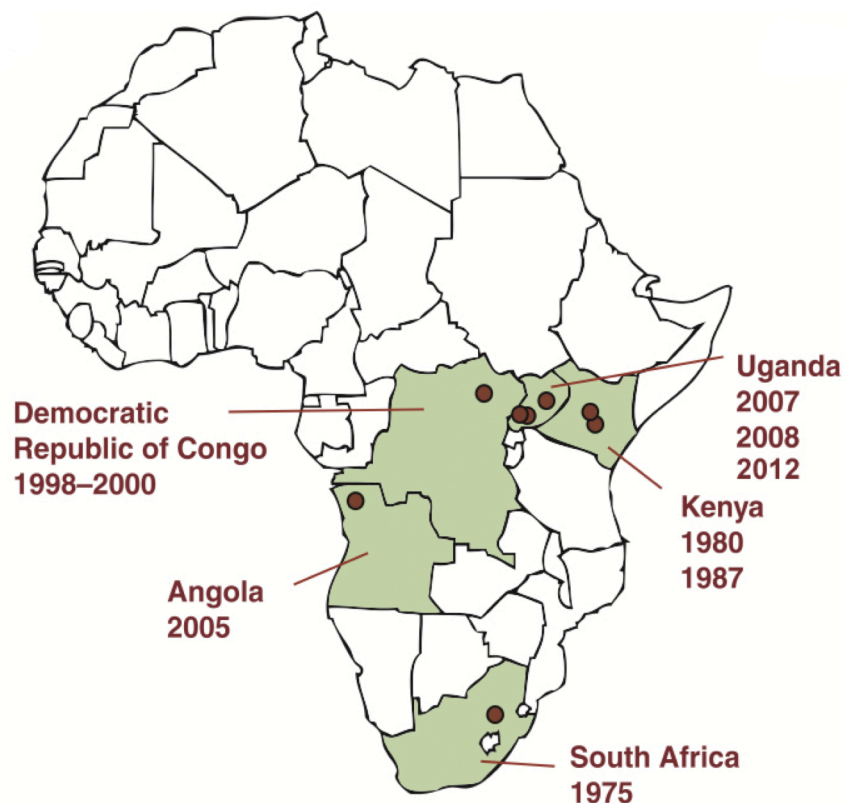 Uganda
2007
2008
2012
Democratic
Republic of Congo
1998–2000
Kenya
1980
1987
Angola
2005
South Africa
1975